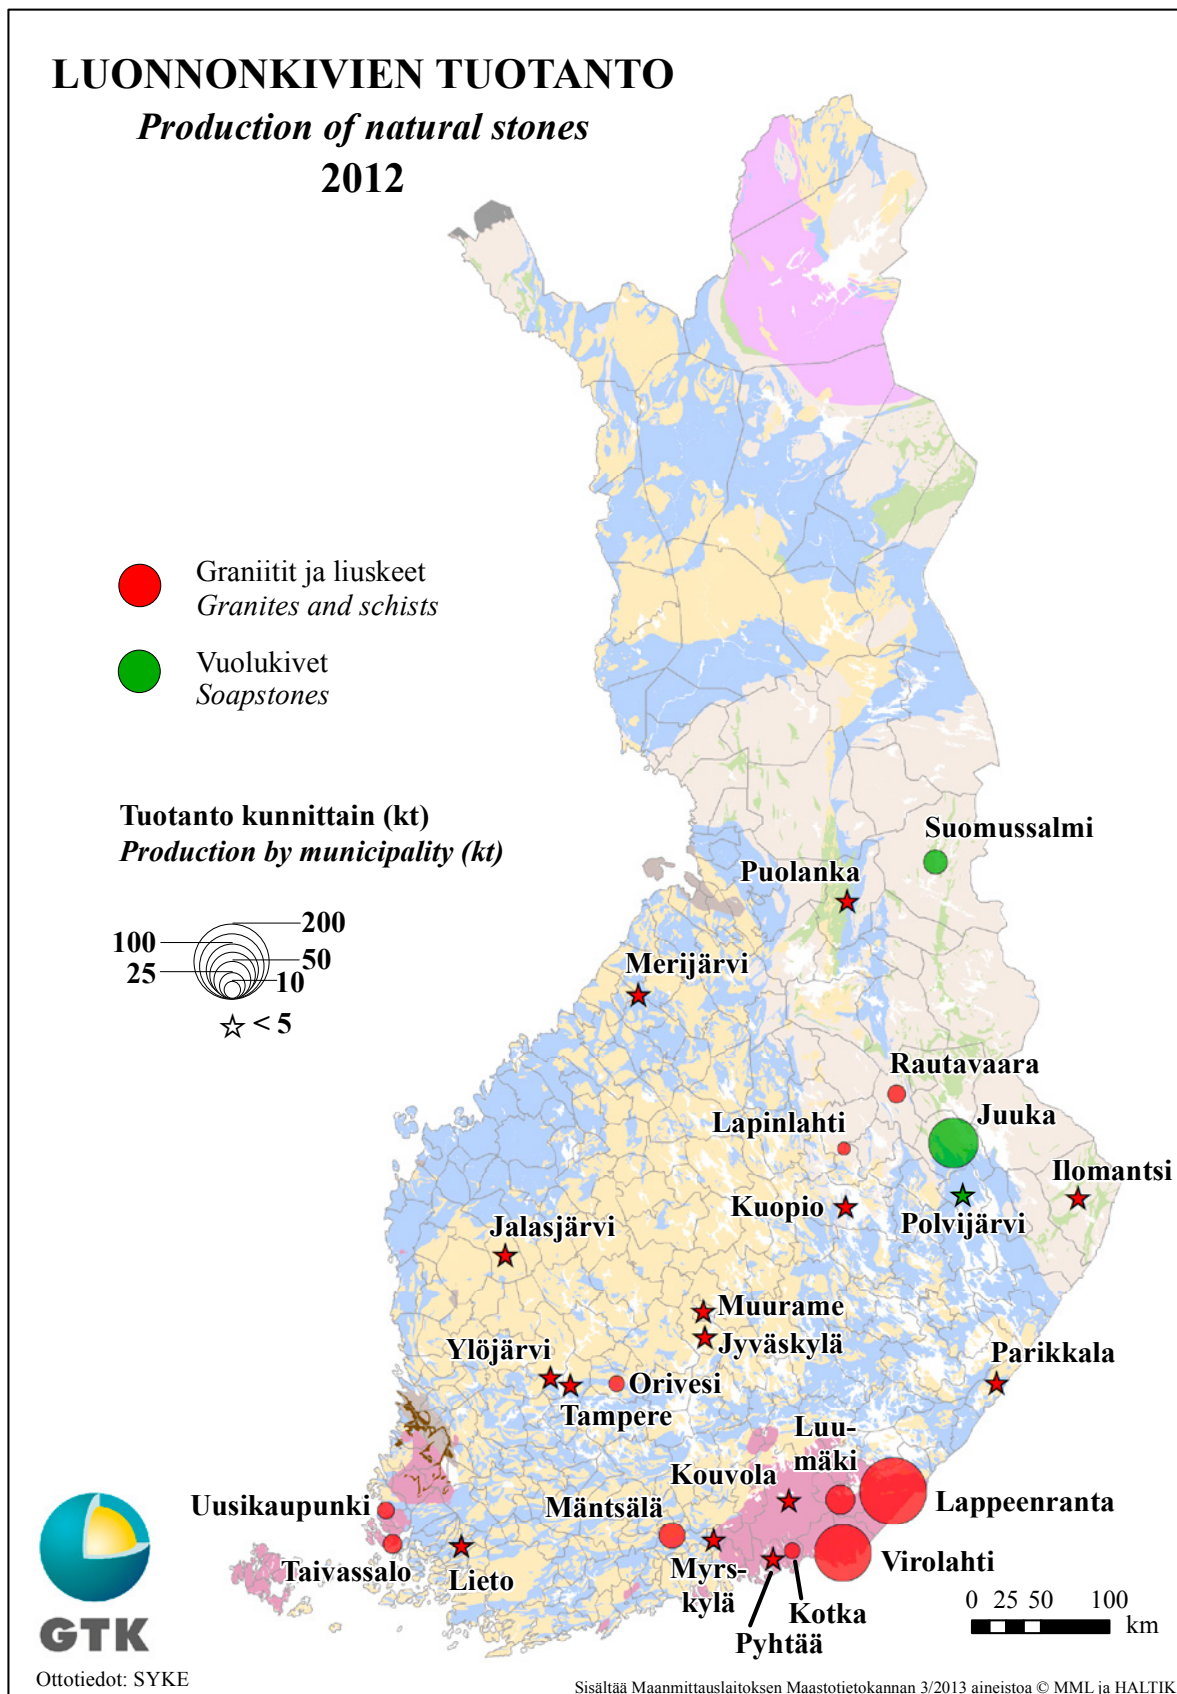 LUONNONKIVIEN TUOTANTO
Production of natural stones
2012
Graniitit ja liuskeet
Granites and schists
Vuolukivet
Soapstones
Tuotanto kunnittain (kt)
Production by municipality (kt)
200
100
50
25
10
< 5
Suomussalmi
Puolanka
Merijärvi
Rautavaara
Juuka
Lapinlahti
Ilomantsi
Kuopio
Polvijärvi
Jalasjärvi
Muurame
Jyväskylä
Ylöjärvi
Parikkala
Orivesi
Tampere
Luu-
mäki
Kouvola
Lappeenranta
Uusikaupunki
Mäntsälä
Virolahti
Taivassalo
Lieto
Myrs-
kylä
Kotka
Pyhtää
0 25 50 100
km
GTK
Ottotiedot: SYKE
Sisältää Maanmittauslaitoksen Maastotietokannan 3/2013 aineistoa © MML ja HALTIK